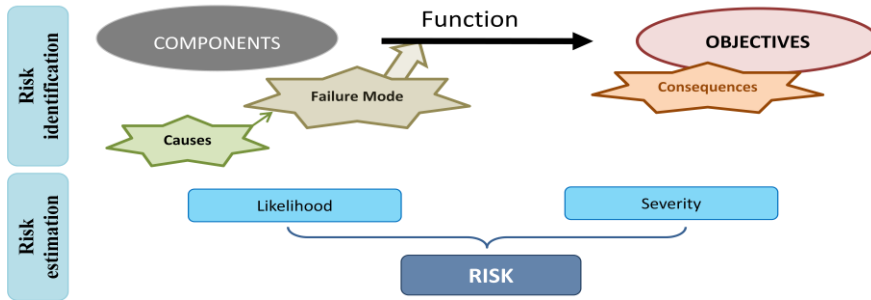 Risk
identification
COMPONENTS
Function
OBJECTIVES
Failure Mode
Consequences
Causes
Risk
estimation
Likelihood
Severity
RISK